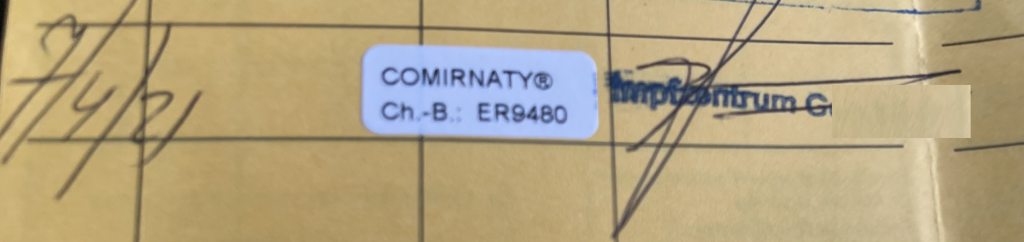 7/4/21
COMIRNATY®
Ch.-B.: ER9480
Impfzentrum G